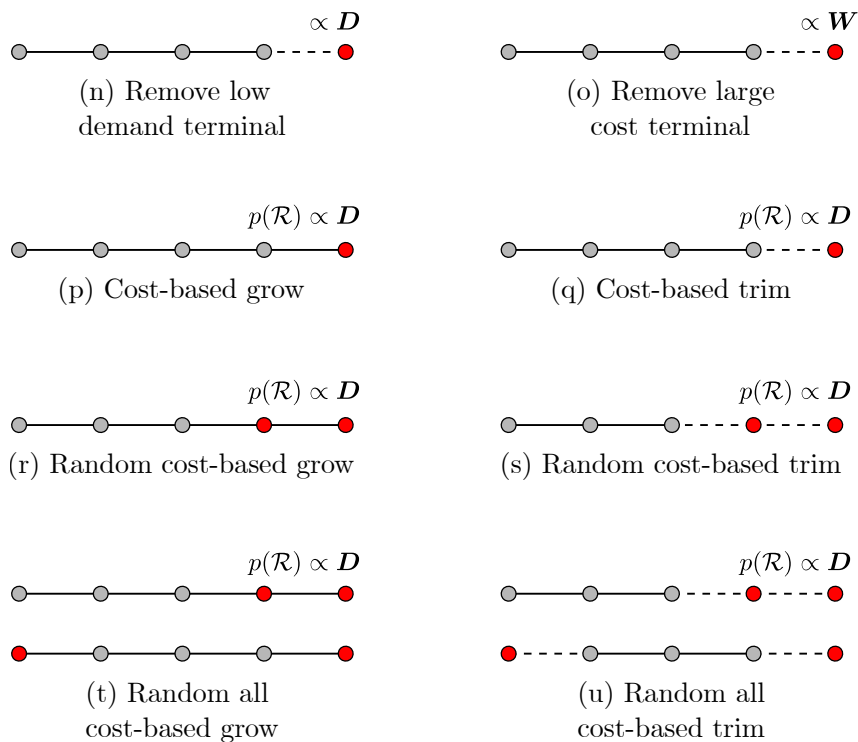 ∝ D
∝ W
(n) Remove low
demand terminal
(o) Remove large
cost terminal
p(R) ∝ D
p(R) ∝ D
(p) Cost-based grow
(q) Cost-based trim
p(R) ∝ D
p(R) ∝ D
(r) Random cost-based grow
(s) Random cost-based trim
p(R) ∝ D
p(R) ∝ D
(t) Random all
cost-based grow
(u) Random all
cost-based trim